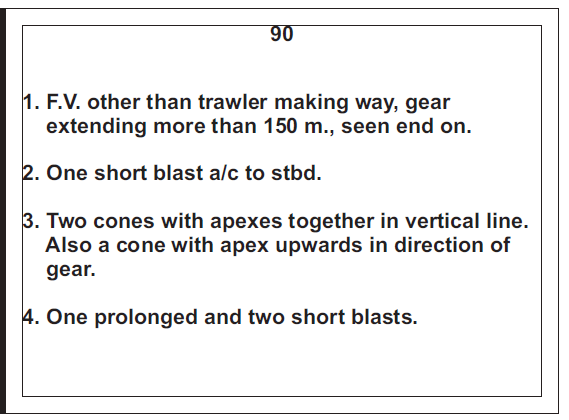 90
1. F.V. other than trawler making way, gear
extending more than 150 m., seen end on.
2. One short blast a/c to stbd.
3. Two cones with apexes together in vertical line.
Also a cone with apex upwards in direction of
gear.
4. One prolonged and two short blasts.